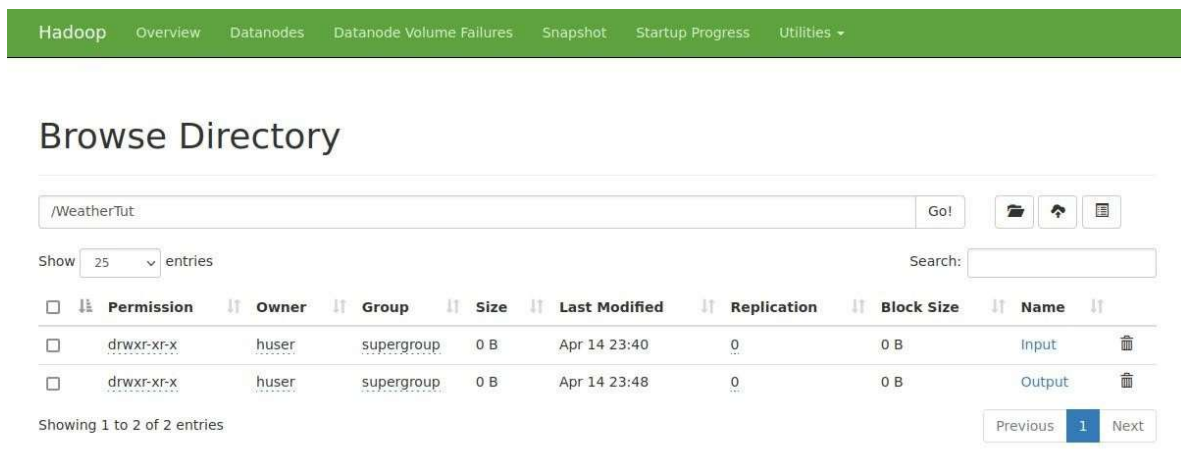 Hadoop Overview Datanodes Datanode Volume Failures Snapshot Startup Progress Utilities
Browse Directory
/WeatherTut Go!
Show 25 entries Search:
Permission Owner Group Size Last Modified Replication Block Size Name
drwxr-xr-x huser supergroup 0 B Apr 14 23:40 0 0 B Input
drwxr-xr-x huser supergroup 0 B Apr 14 23:48 0 0 B Output
Showing 1 to 2 of 2 entries Previous 1 Next